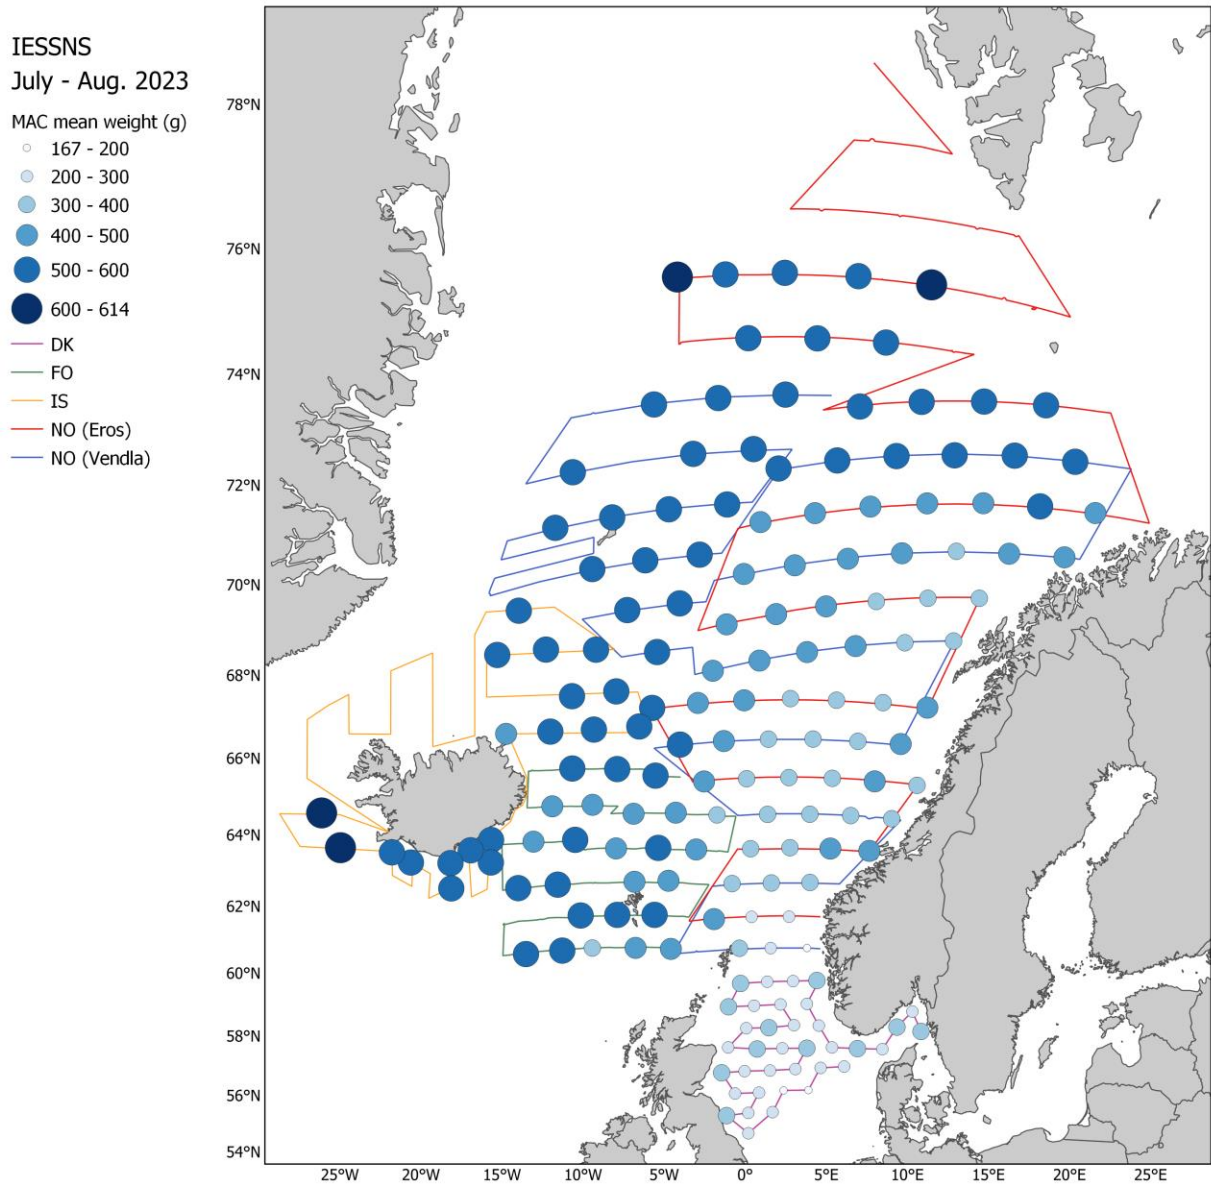 IESSNS
July - Aug. 2023
MAC mean weight (g)
167 - 200
200 - 300
300 - 400
400 - 500
500 - 600
600 - 614
DK
FO
IS
NO (Eros)
NO (Vendla)
78°N
76°N
74°N
72°N
70°N
68°N
66°N
64°N
62°N
60°N
58°N
56°N
54°N
25°W 20°W 15°W 10°W 5°W 0° 5°E 10°E 15°E 20°E 25°E